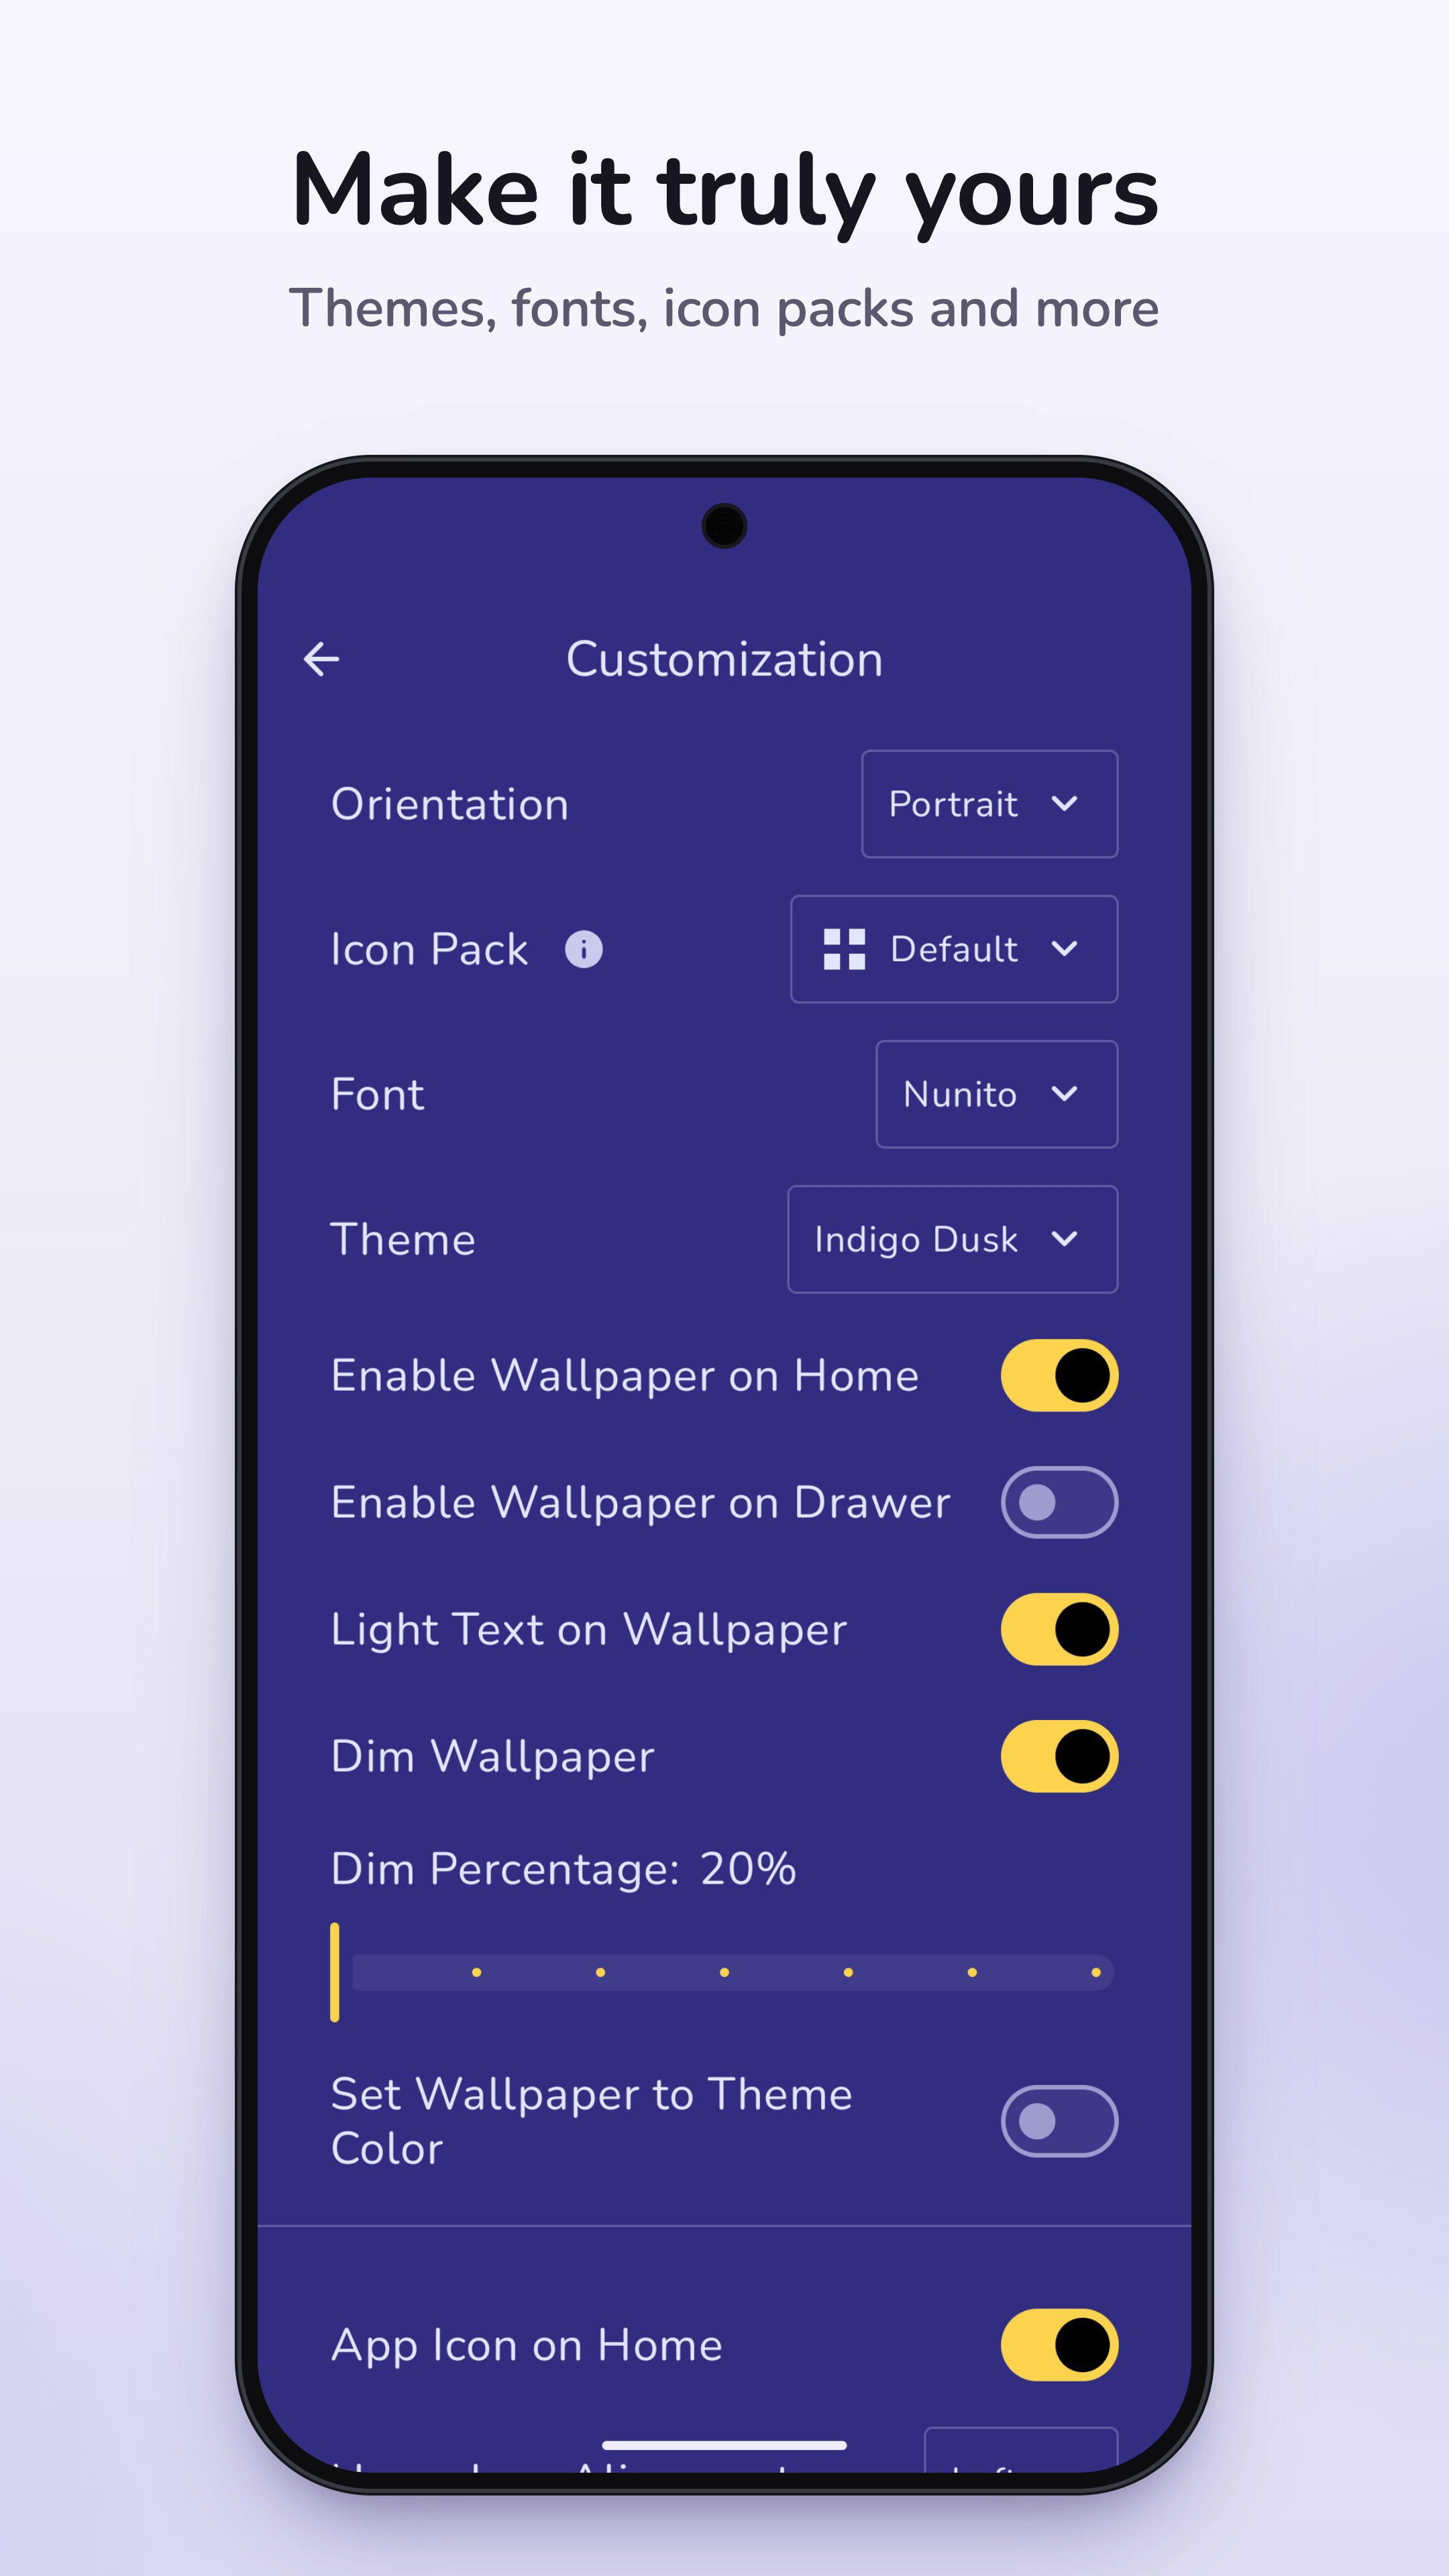 Make it truly yours
Themes, fonts, icon packs and more
Customization
Orientation
Portrait
Icon Pack
Default
Font
Nunito
Theme
Indigo Dusk
Enable Wallpaper on Home
Enable Wallpaper on Drawer
Light Text on Wallpaper
Dim Wallpaper
Dim Percentage: 20%
Set Wallpaper to Theme
Color
App Icon on Home